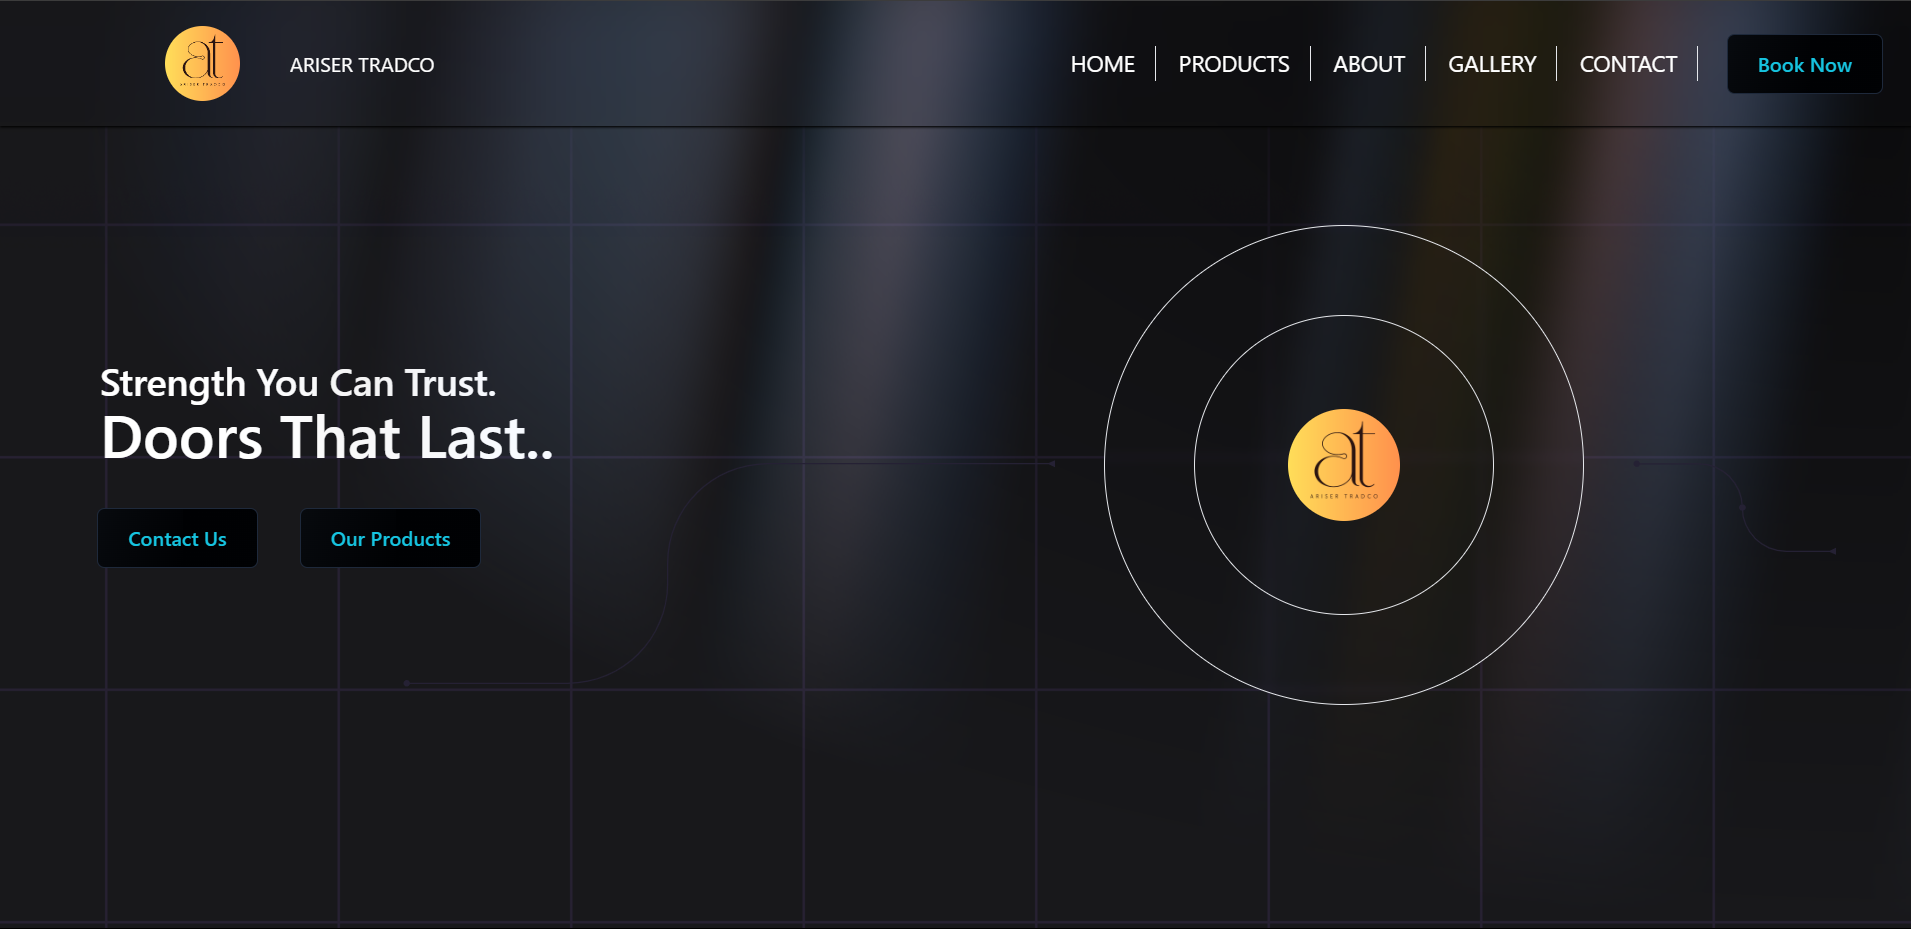 at
ARISER TRADCO
ARISER TRADCO
HOME
PRODUCTS
ABOUT
GALLERY
CONTACT
Book Now
Strength You Can Trust.
Doors That Last..
Contact Us
Our Products
at
ARISER TRADCO